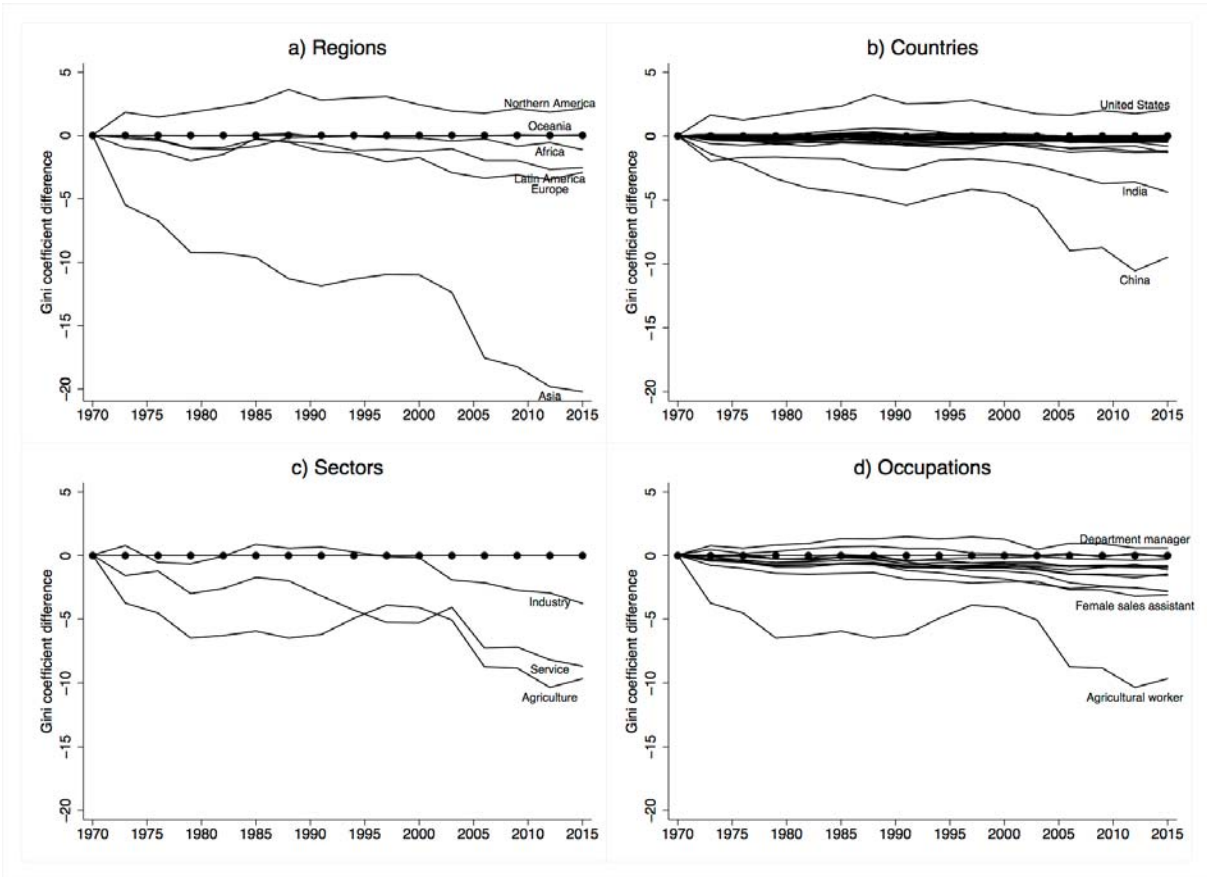 a) Regions
Gini coefficient difference
5
0
−5
−10
−15
−20
Northern America
Oceania
Africa
Latin America
Europe
Asia
1970 1975 1980 1985 1990 1995 2000 2005 2010 2015
b) Countries
Gini coefficient difference
5
0
−5
−10
−15
−20
United States
India
China
1970 1975 1980 1985 1990 1995 2000 2005 2010 2015
c) Sectors
Gini coefficient difference
5
0
−5
−10
−15
−20
Industry
Service
Agriculture
1970 1975 1980 1985 1990 1995 2000 2005 2010 2015
d) Occupations
Gini coefficient difference
5
0
−5
−10
−15
−20
Department manager
Female sales assistant
Agricultural worker
1970 1975 1980 1985 1990 1995 2000 2005 2010 2015